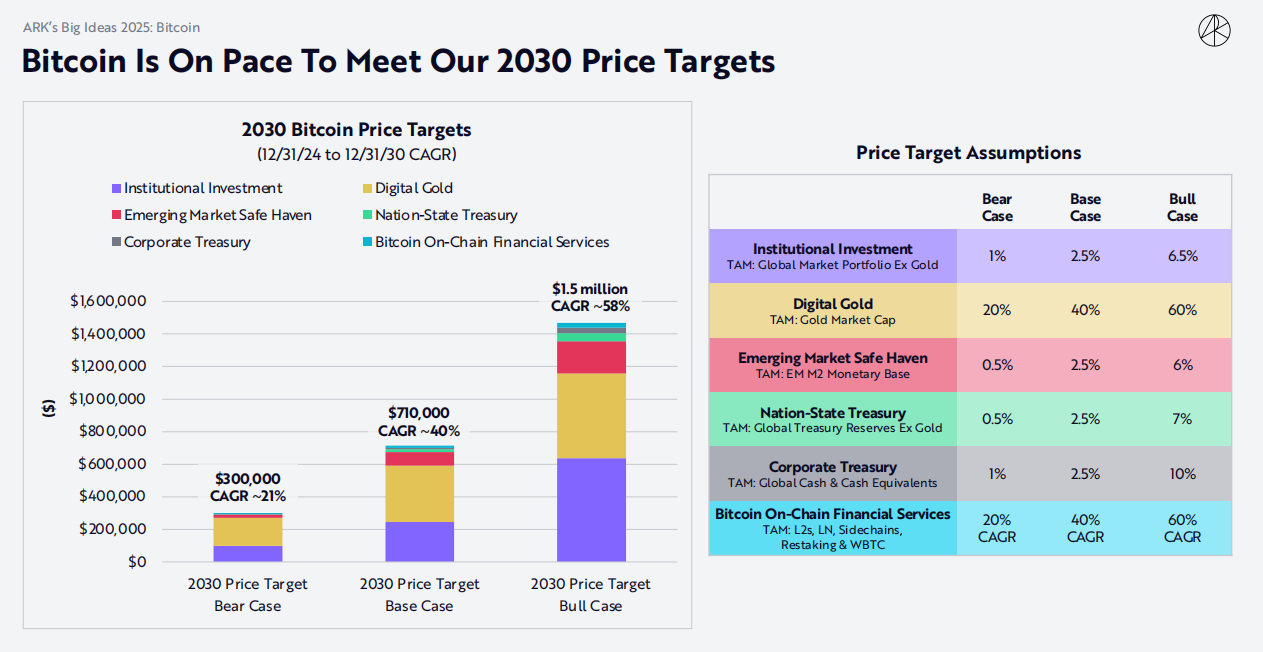 ARK's Big Ideas 2025: Bitcoin
Bitcoin Is On Pace To Meet Our 2030 Price Targets
2030 Bitcoin Price Targets
(12/31/24 to 12/31/30 CAGR)
Institutional Investment
Digital Gold
Emerging Market Safe Haven
Nation-State Treasury
Corporate Treasury
Bitcoin On-Chain Financial Services
($)
$1,600,000
$1,400,000
$1,200,000
$1,000,000
$800,000
$600,000
$400,000
$200,000
$0
$300,000
CAGR ~21%
$710,000
CAGR ~40%
$1.5 million
CAGR ~58%
2030 Price Target
Bear Case
2030 Price Target
Base Case
2030 Price Target
Bull Case
Price Target Assumptions
Bear
Case
Base
Case
Bull
Case
Institutional Investment
TAM: Global Market Portfolio Ex Gold
1%
2.5%
6.5%
Digital Gold
TAM: Gold Market Cap
20%
40%
60%
Emerging Market Safe Haven
TAM: EM M2 Monetary Base
0.5%
2.5%
6%
Nation-State Treasury
TAM: Global Treasury Reserves Ex Gold
0.5%
2.5%
7%
Corporate Treasury
TAM: Global Cash & Cash Equivalents
1%
2.5%
10%
Bitcoin On-Chain Financial Services
TAM: L2s, LN, Sidechains,
Restaking & WBTC
20%
CAGR
40%
CAGR
60%
CAGR